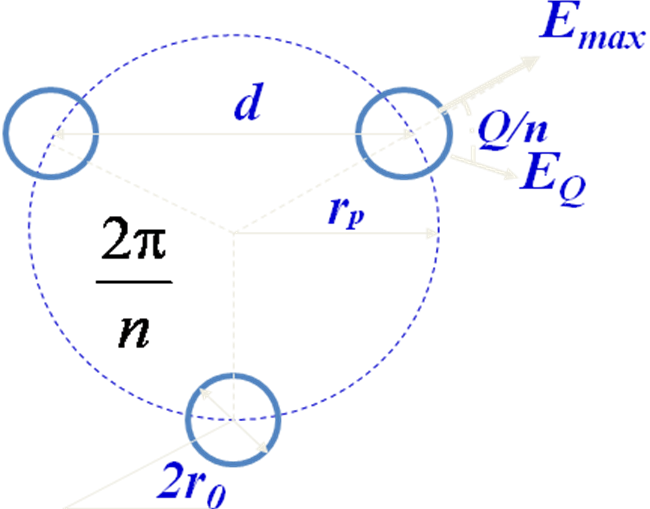 E_max
d
Q/n
E_Q
r_p
2π/n
2r_0